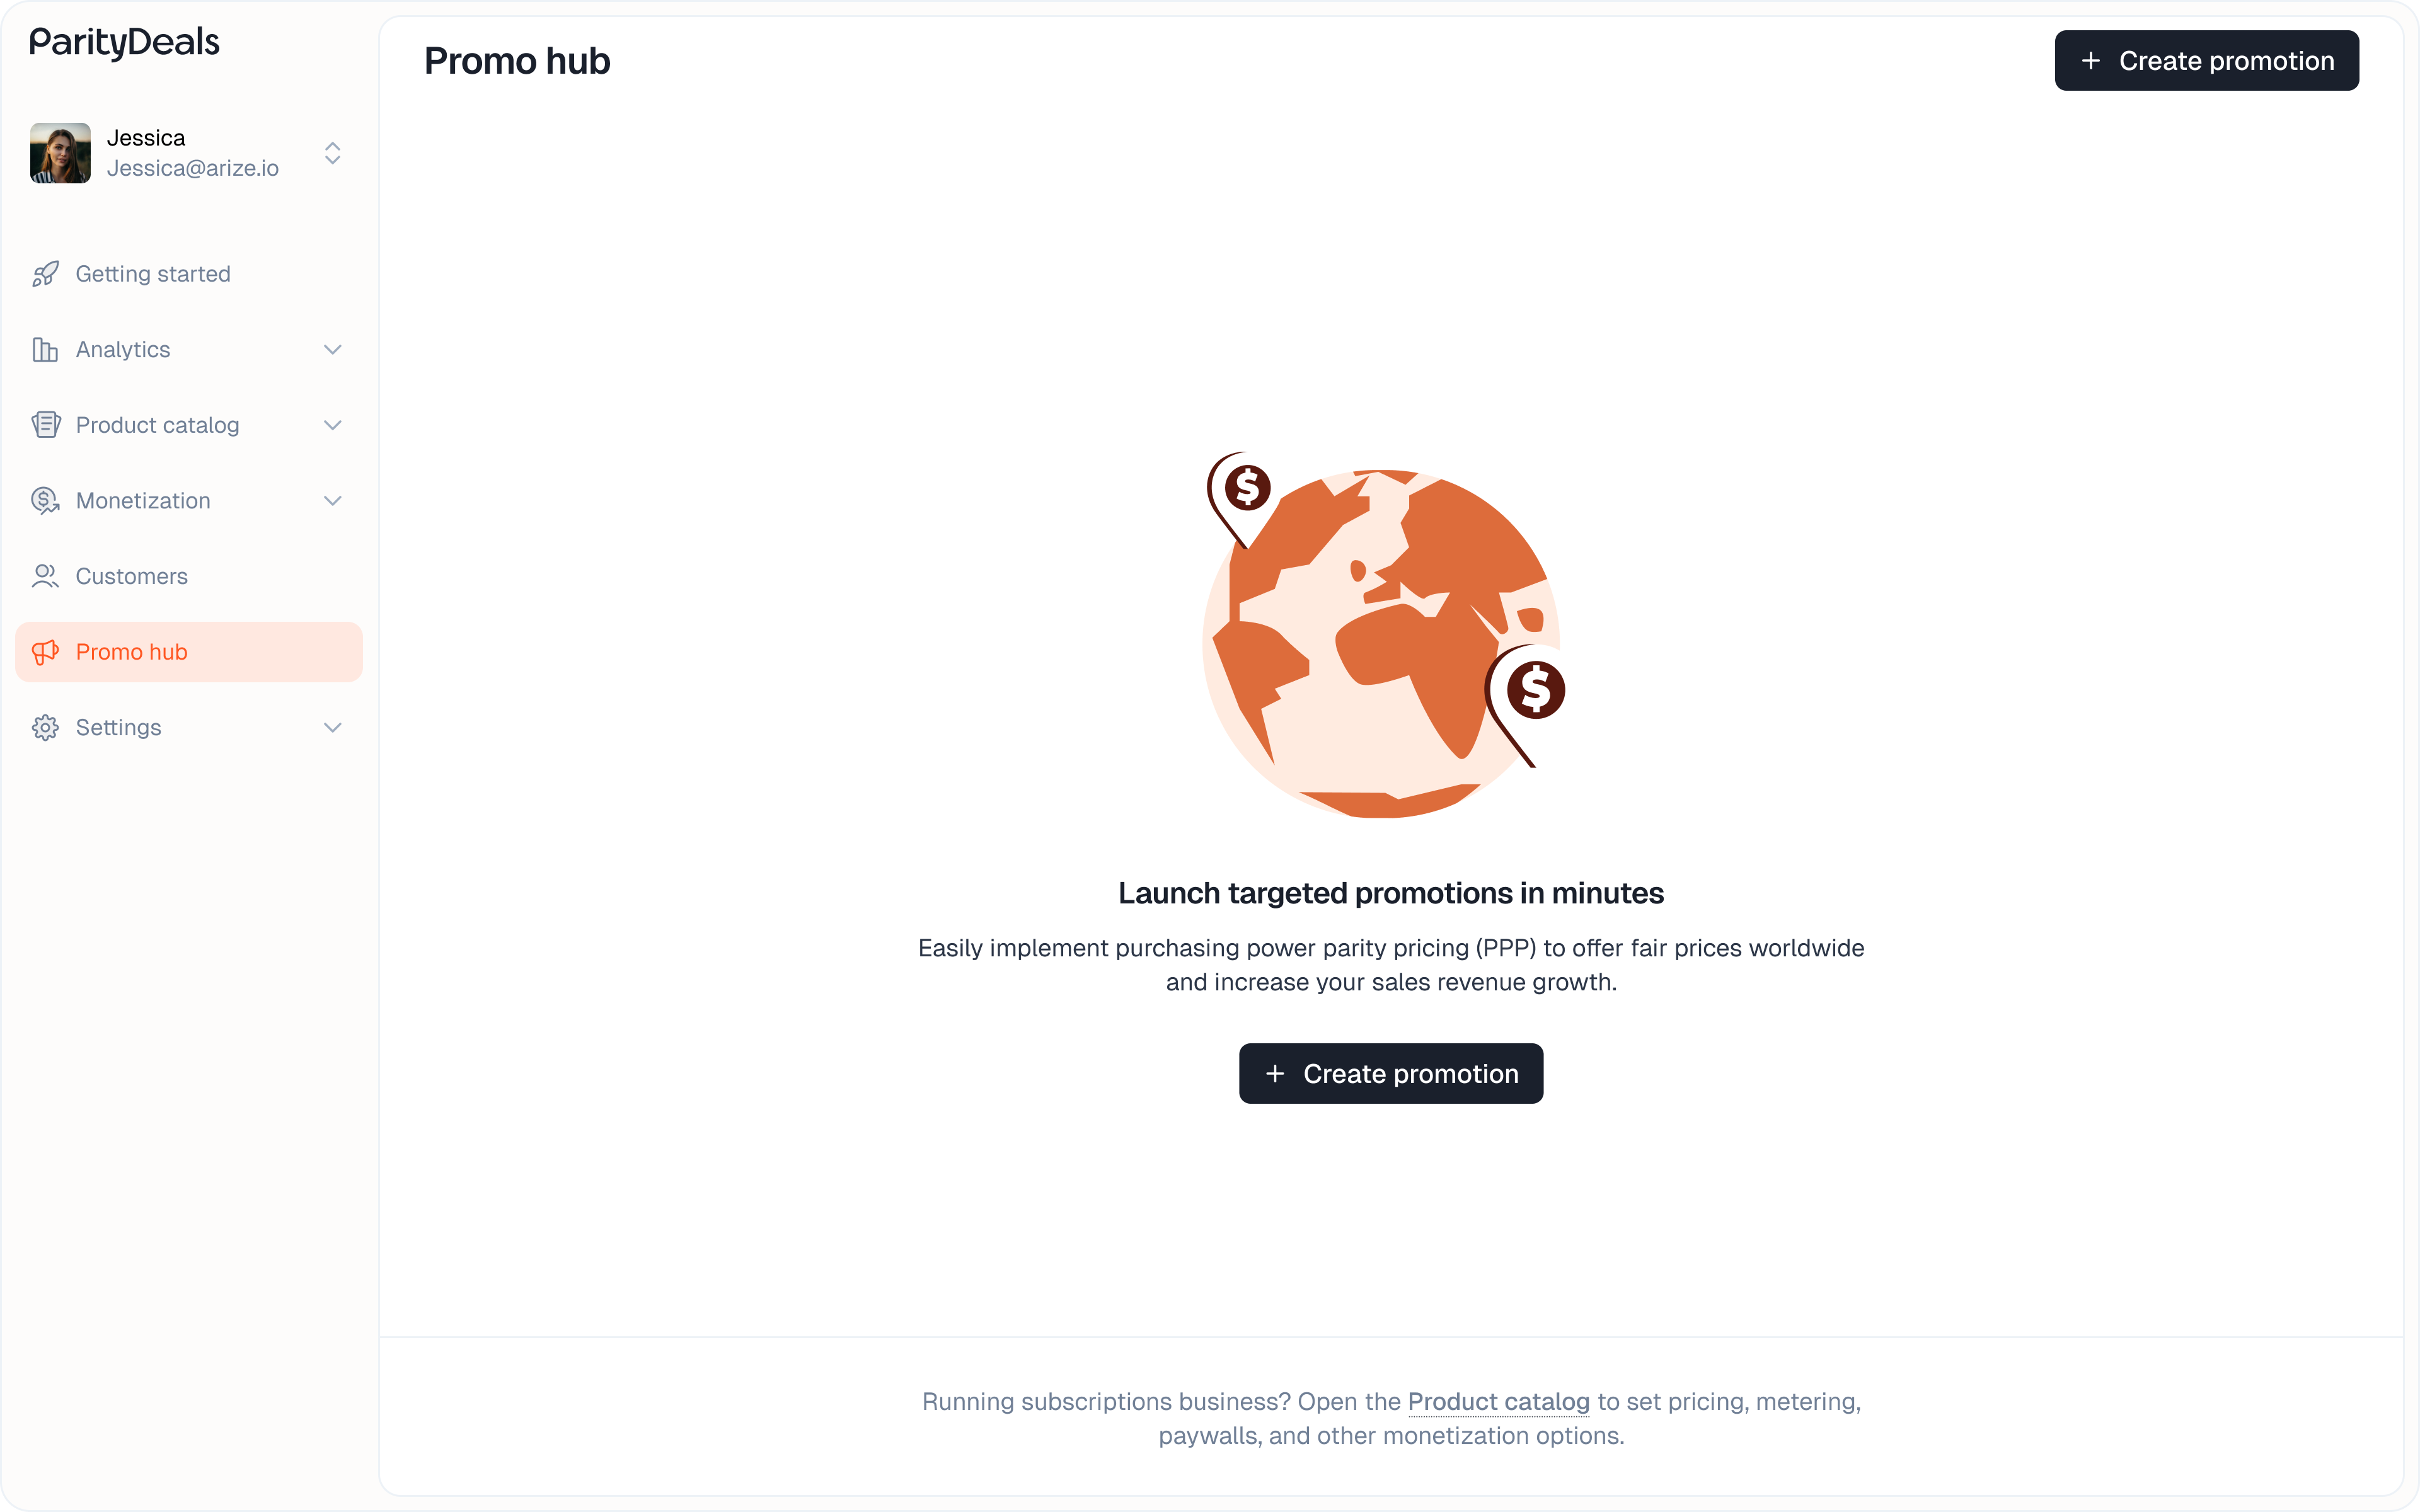 ParityDeals
Jessica
Jessica@arize.io
Getting started
Analytics
Product catalog
Monetization
Customers
Promo hub
Settings
Promo hub
+ Create promotion
$
$
Launch targeted promotions in minutes
Easily implement purchasing power parity pricing (PPP) to offer fair prices worldwide
and increase your sales revenue growth.
+ Create promotion
Running subscriptions business? Open the Product catalog to set pricing, metering,
paywalls, and other monetization options.